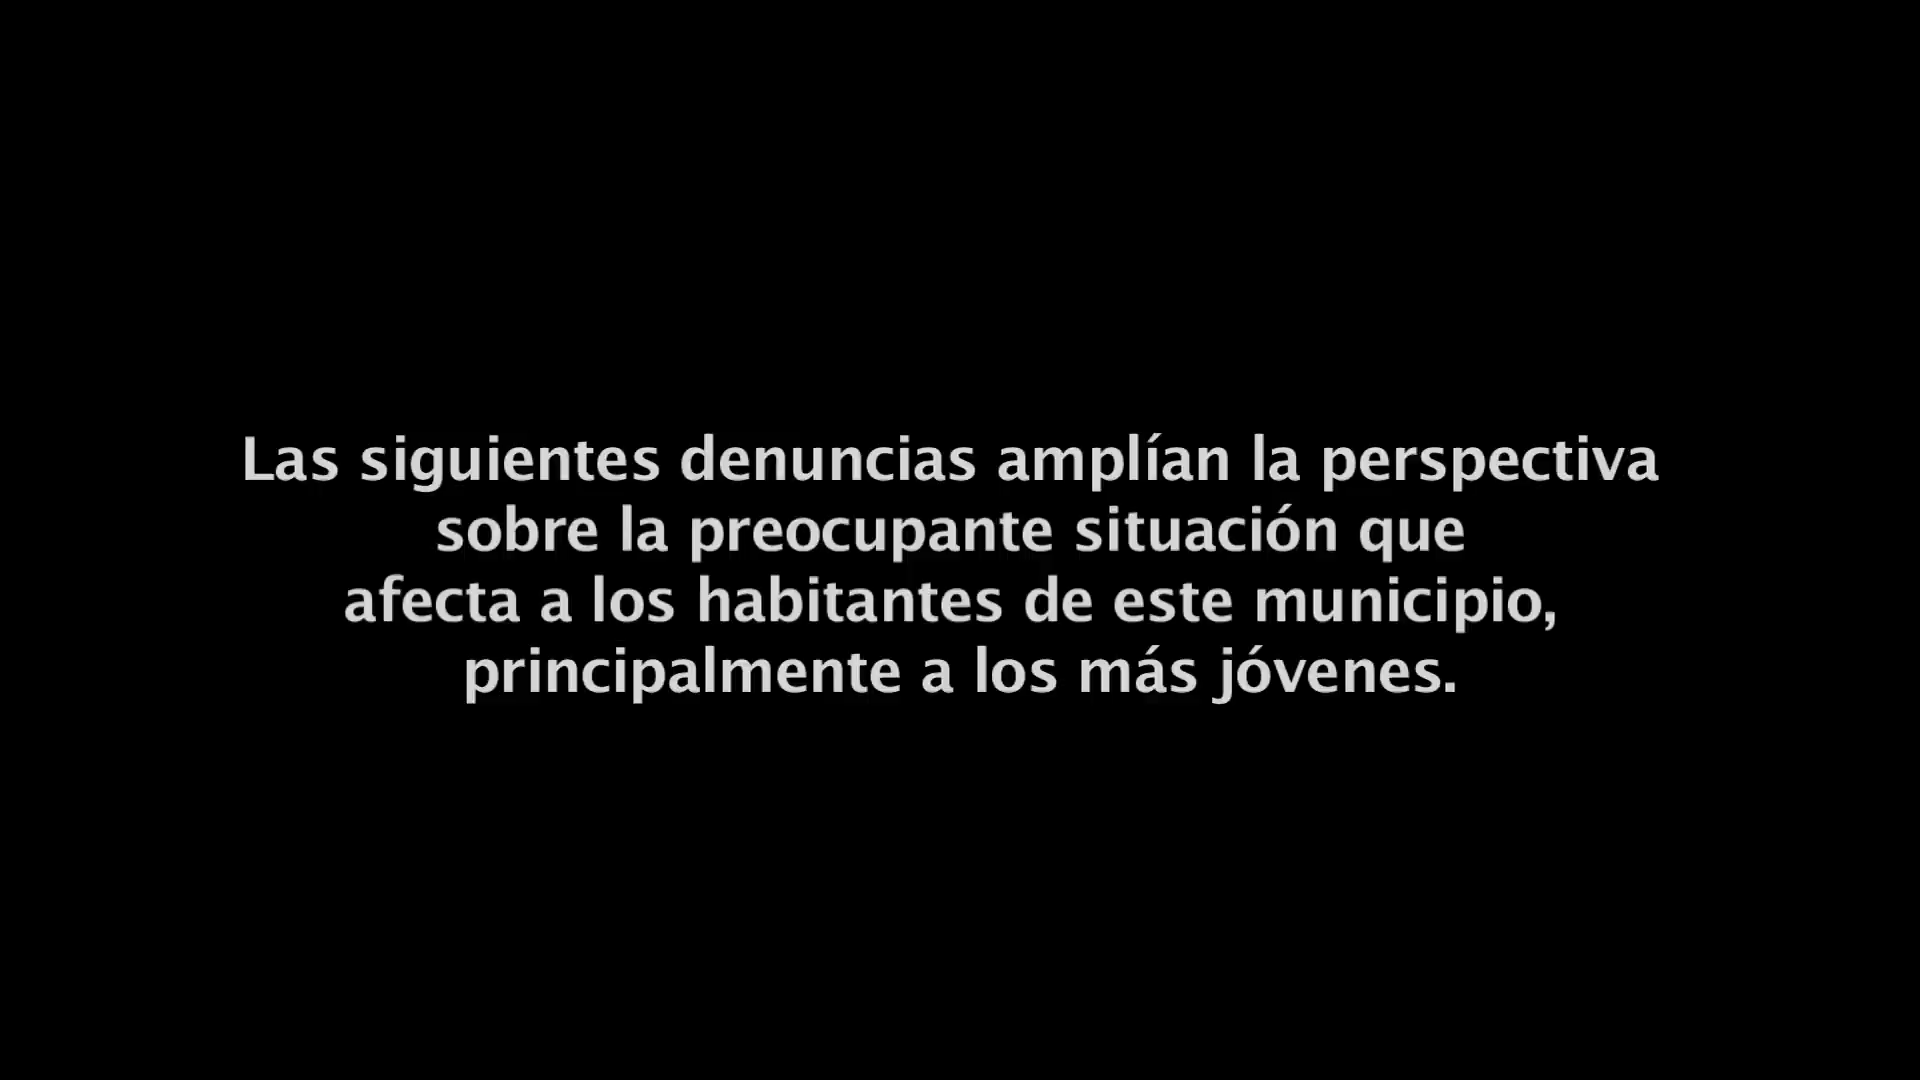 Las siguientes denuncias amplían la perspectiva
sobre la preocupante situación que
afecta a los habitantes de este municipio,
principalmente a los más jóvenes.